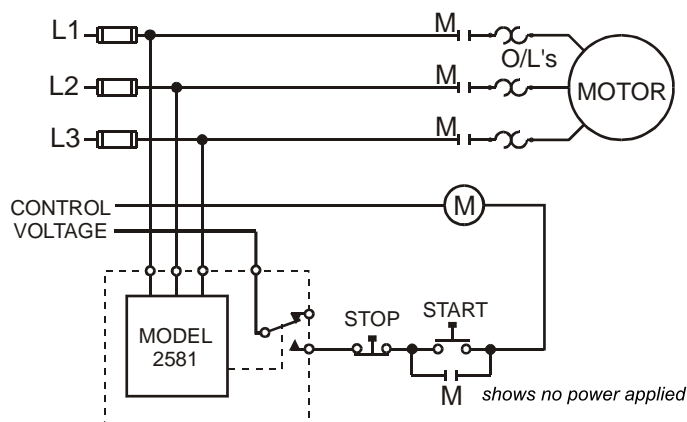 L1
M
O/L's
L2
M
MOTOR
L3
M
CONTROL
VOLTAGE
M
MODEL
2581
STOP
START
M
shows no power applied